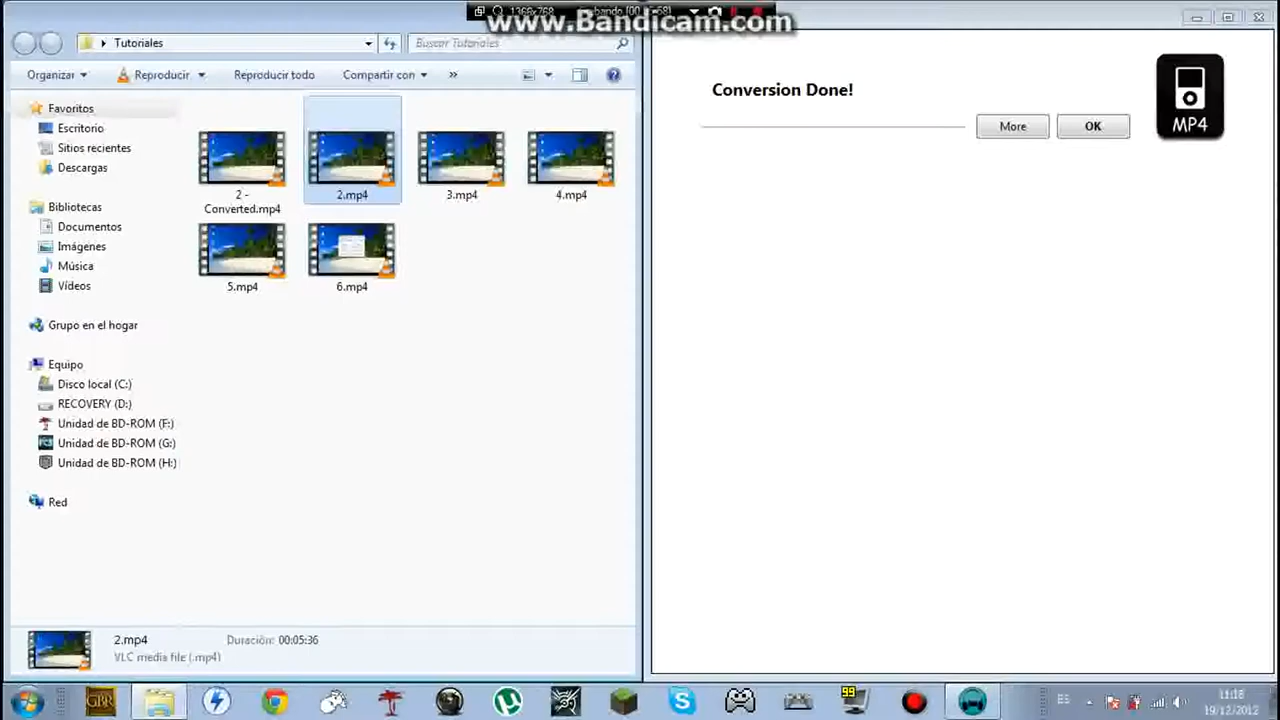 www.Bandicam.com
1366x768
Tutoriales
Buscar Tutoriales
Organizar
Reproducir
Reproducir todo
Compartir con
»
Favoritos
Escritorio
Sitios recientes
Descargas
Bibliotecas
Documentos
Imágenes
Música
Vídeos
Grupo en el hogar
Equipo
Disco local (C:)
RECOVERY (D:)
Unidad de BD-ROM (F:)
Unidad de BD-ROM (G:)
Unidad de BD-ROM (H:)
Red
2 -
Converted.mp4
2.mp4
3.mp4
4.mp4
5.mp4
6.mp4
2.mp4
Duración: 00:05:36
VLC media file (.mp4)
Conversion Done!
More
OK
MP4
GBR
99
ES
11:18
19/12/2012